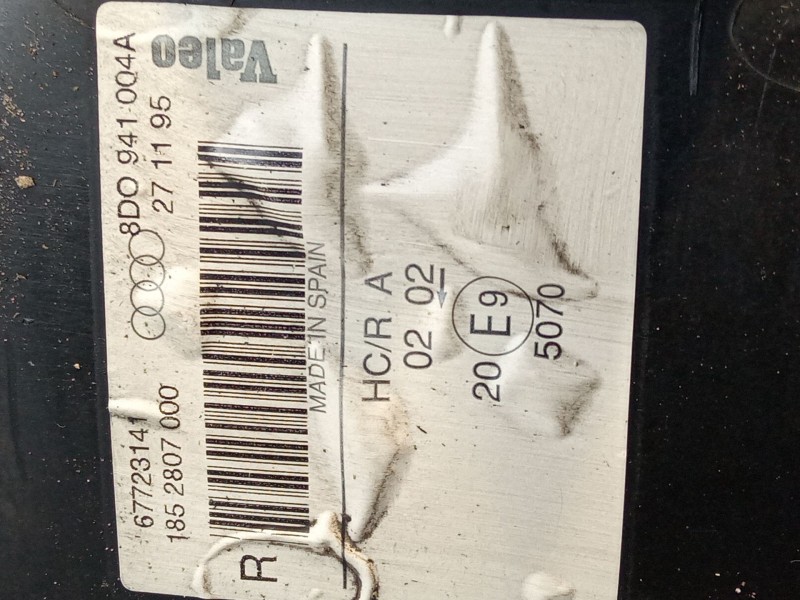 67723141 8D0 941 004A
185 2807 000 27 11 95
Valeo
R
MADE IN SPAIN
HC/R A
02 02
20 E9
5070